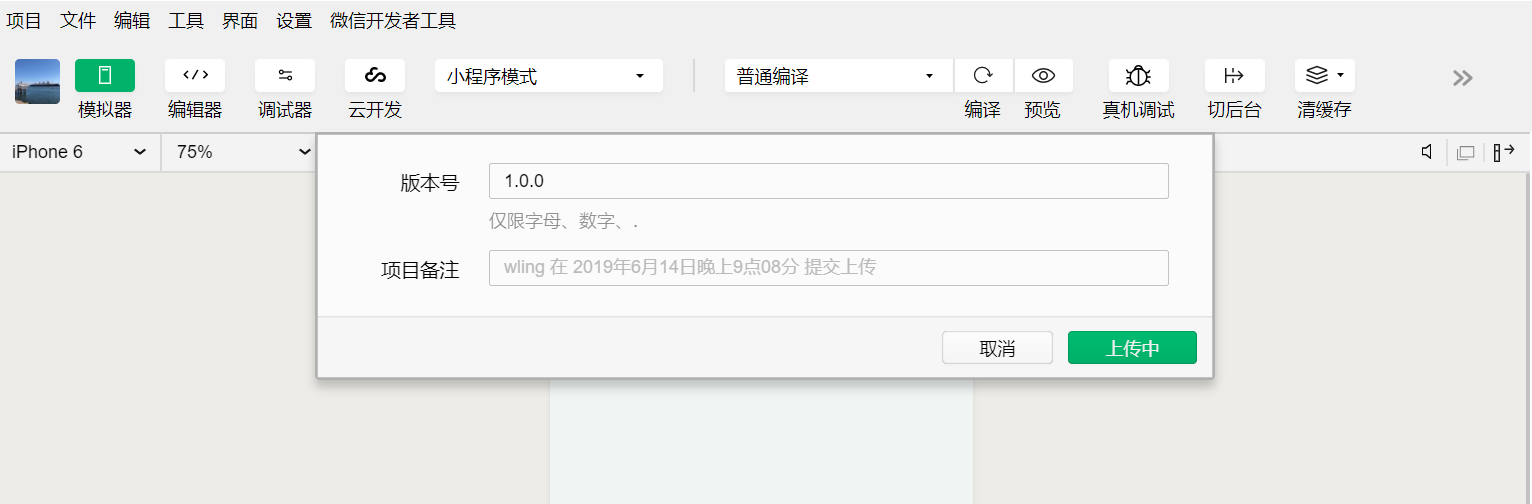 项目 文件 编辑 工具 界面 设置 微信开发者工具
小程序模式 普通编译
模拟器 编辑器 调试器 云开发 编译 预览 真机调试 切后台 清缓存
iPhone 6 75%
版本号 1.0.0
仅限字母、数字、.
项目备注 wling 在 2019年6月14日晚上9点08分 提交上传
取消 上传中